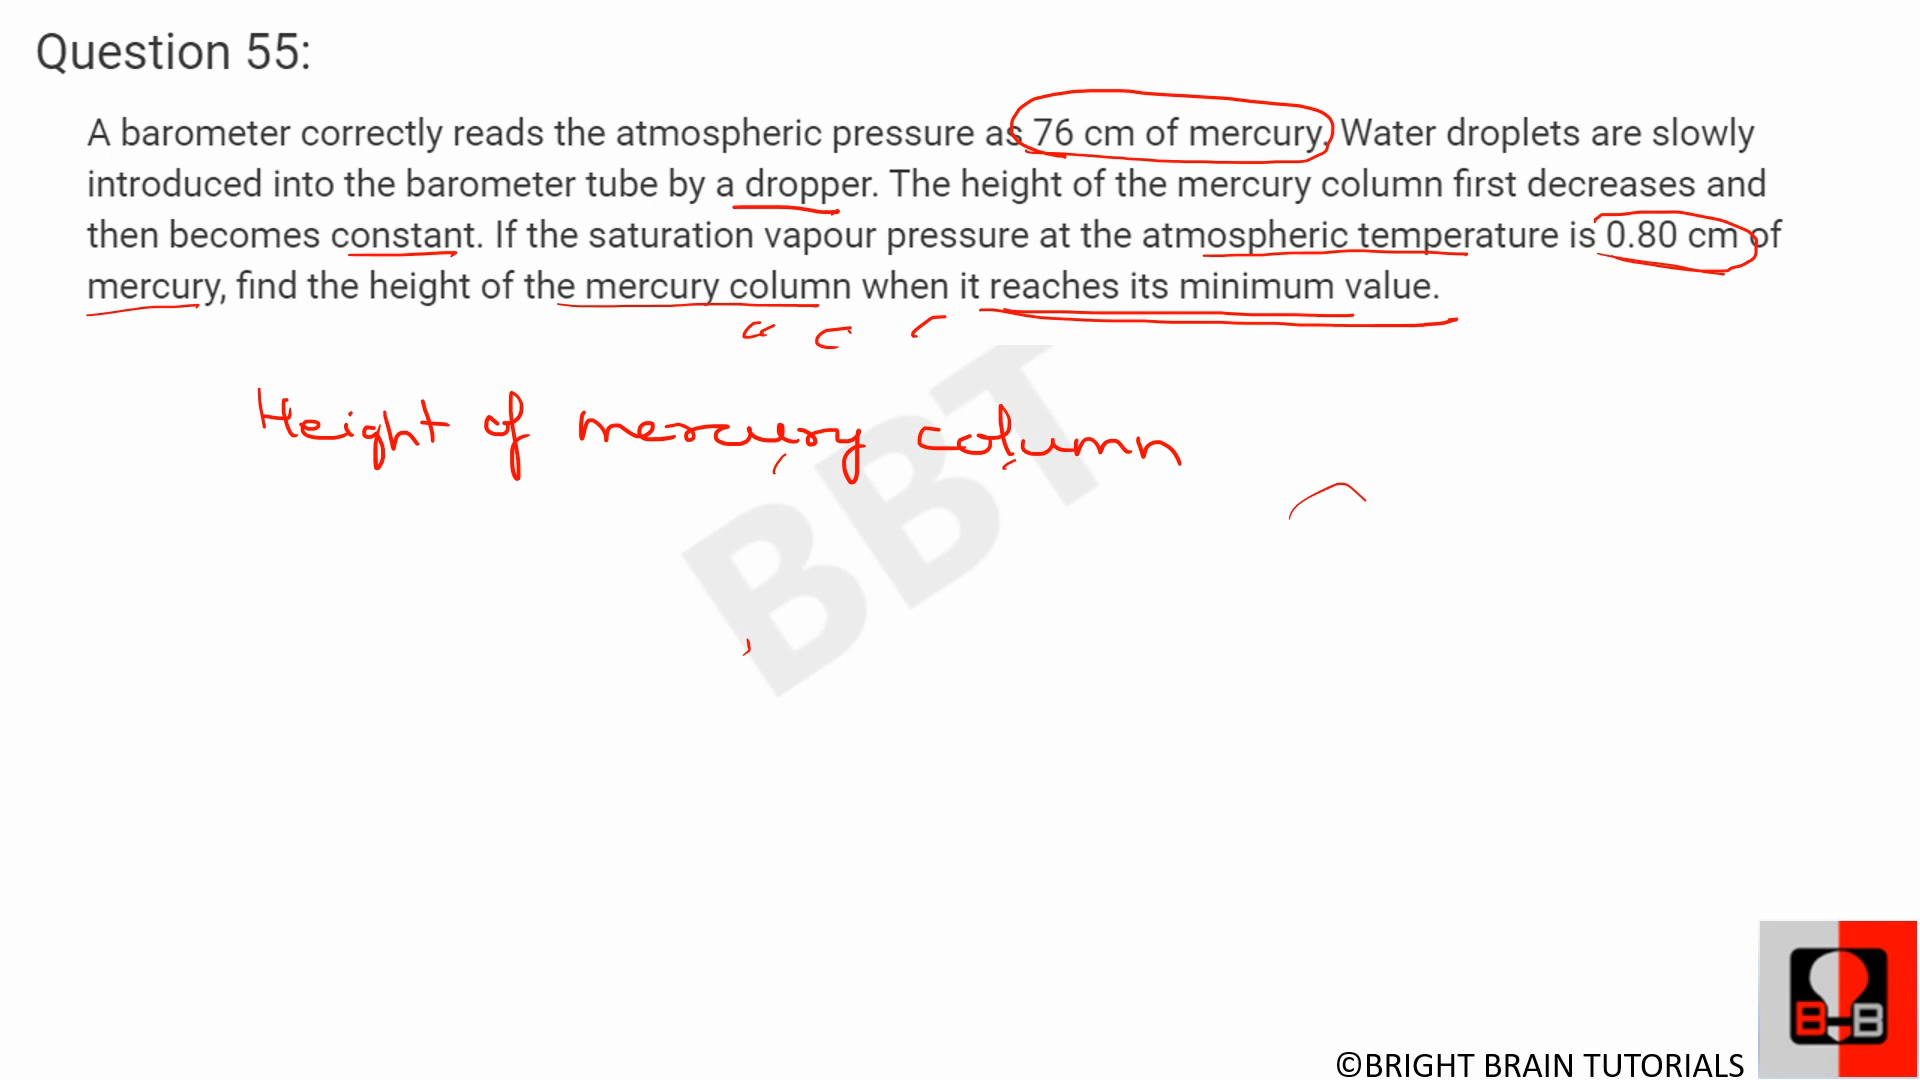 Question 55:
A barometer correctly reads the atmospheric pressure as 76 cm of mercury. Water droplets are slowly
introduced into the barometer tube by a dropper. The height of the mercury column first decreases and
then becomes constant. If the saturation vapour pressure at the atmospheric temperature is 0.80 cm of
mercury, find the height of the mercury column when it reaches its minimum value.
Height of mercury column
BBT
B B
©BRIGHT BRAIN TUTORIALS